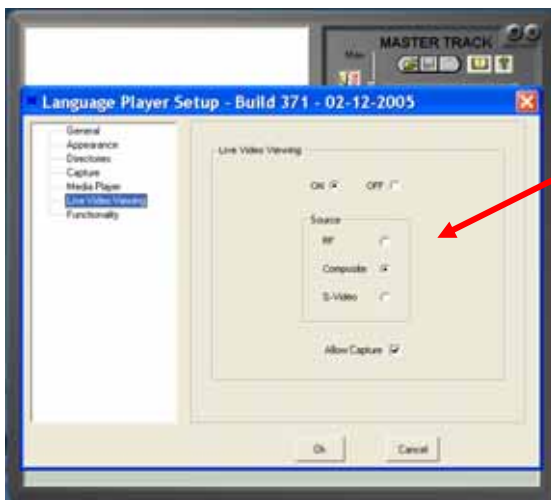 MASTER TRACK
Max
Language Player Setup - Build 371 - 02-12-2005
General
Appearance
Directories
Capture
Media Player
Live Video Viewing
Functionality
Live Video Viewing
ON OFF
Source
RF
Composite
S-Video
Allow Capture
Ok Cancel